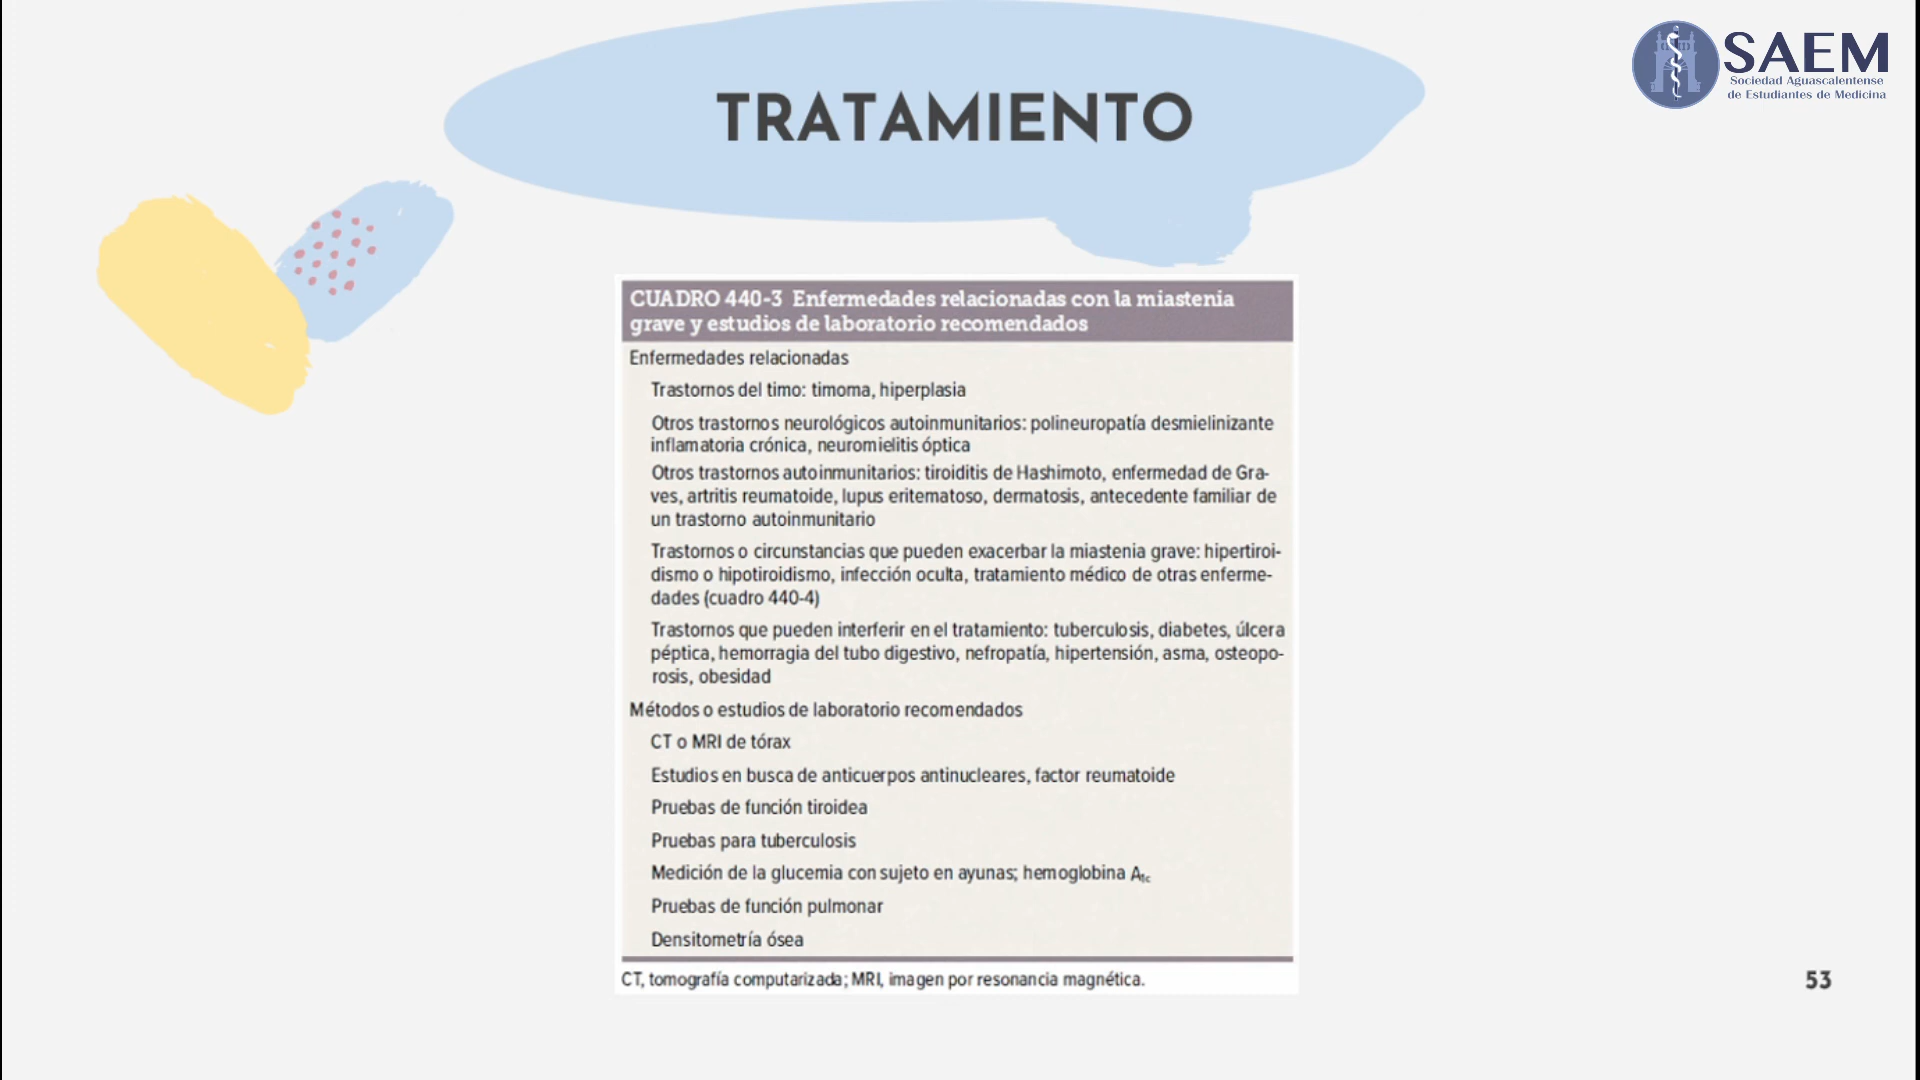 SAEM
Sociedad Aguascalentense
de Estudiantes de Medicina
TRATAMIENTO
CUADRO 440-3 Enfermedades relacionadas con la miastenia
grave y estudios de laboratorio recomendados
Enfermedades relacionadas
Trastornos del timo: timoma, hiperplasia
Otros trastornos neurológicos autoinmunitarios: polineuropatía desmielinizante
inflamatoria crónica, neuromielitis óptica
Otros trastornos autoinmunitarios: tiroiditis de Hashimoto, enfermedad de Gra-
ves, artritis reumatoide, lupus eritematoso, dermatosis, antecedente familiar de
un trastorno autoinmunitario
Trastornos o circunstancias que pueden exacerbar la miastenia grave: hipertiroi-
dismo o hipotiroidismo, infección oculta, tratamiento médico de otras enferme-
dades (cuadro 440-4)
Trastornos que pueden interferir en el tratamiento: tuberculosis, diabetes, úlcera
péptica, hemorragia del tubo digestivo, nefropatía, hipertensión, asma, osteopo-
rosis, obesidad
Métodos o estudios de laboratorio recomendados
CT o MRI de tórax
Estudios en busca de anticuerpos antinucleares, factor reumatoide
Pruebas de función tiroidea
Pruebas para tuberculosis
Medición de la glucemia con sujeto en ayunas; hemoglobina A1c
Pruebas de función pulmonar
Densitometría ósea
CT, tomografía computarizada; MRI, imagen por resonancia magnética.
53